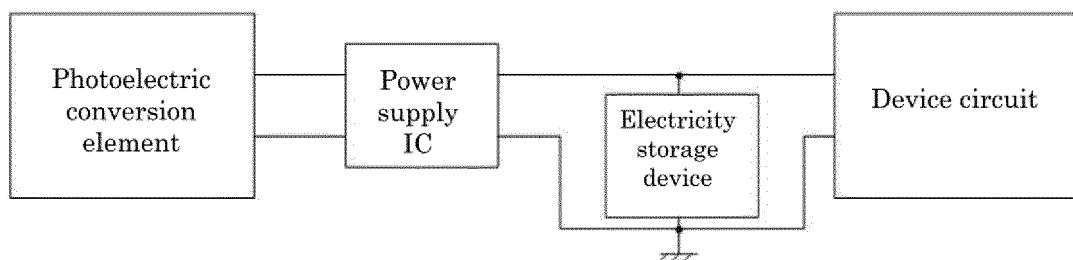 Photoelectric
conversion
element
Power
supply
IC
Electricity
storage
device
Device circuit